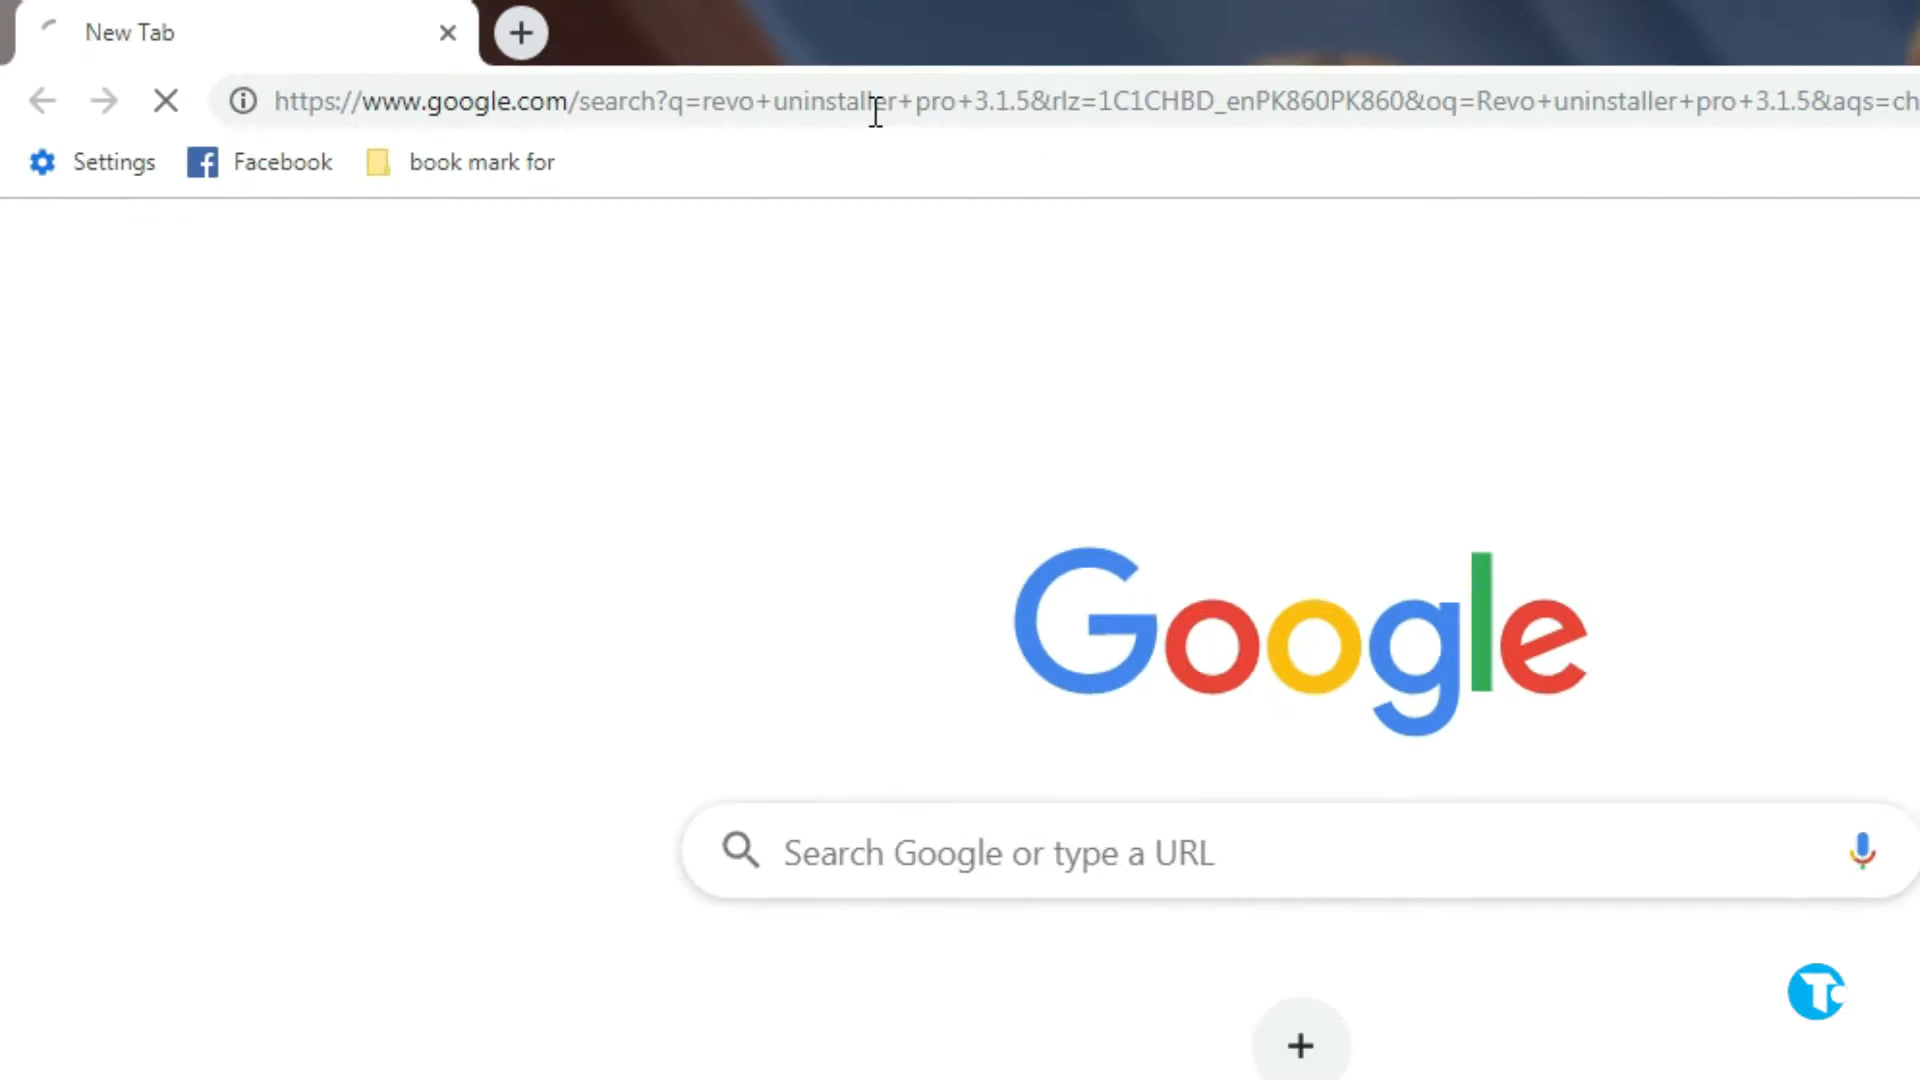 New Tab
https://www.google.com/search?q=revo+uninstaller+pro+3.1.5&rlz=1C1CHBD_enPK860PK860&oq=Revo+uninstaller+pro+3.1.5&aqs=ch
Settings Facebook book mark for
Google
Search Google or type a URL